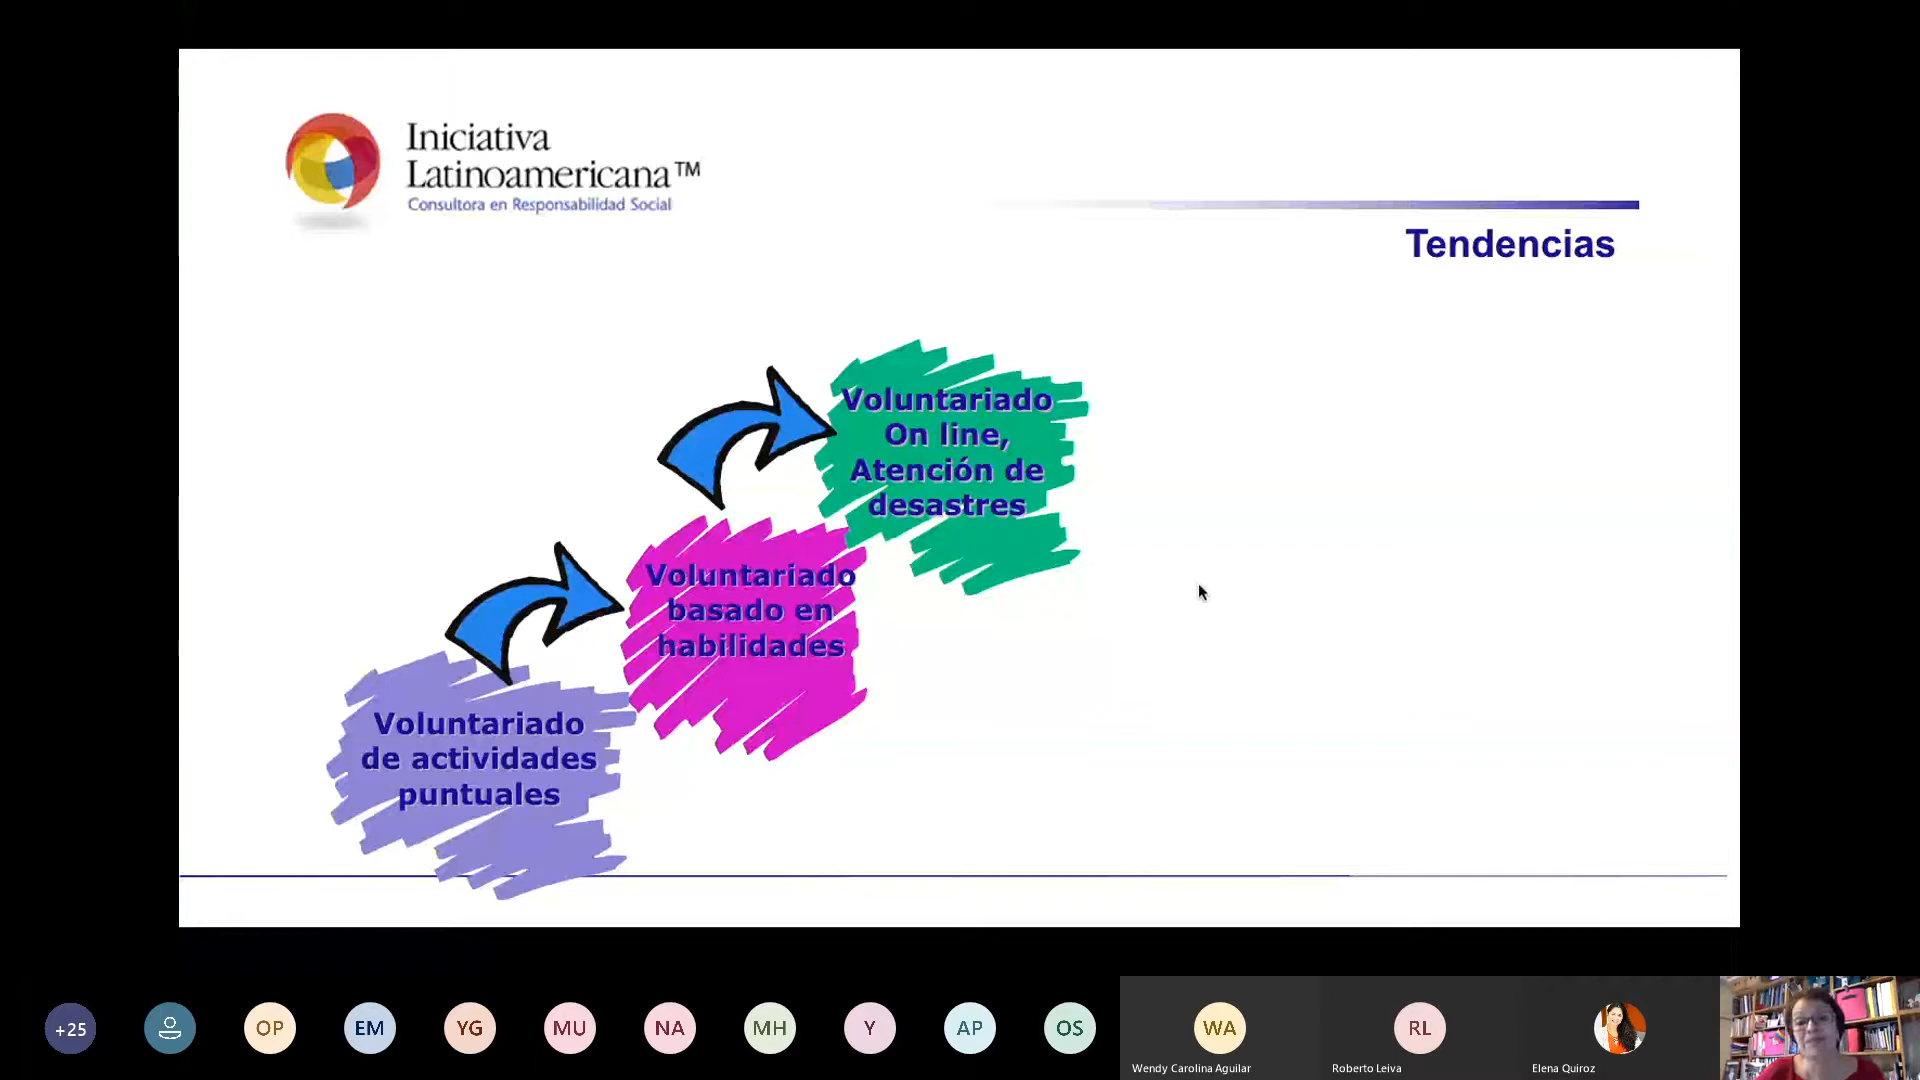 Iniciativa
Latinoamericana™
Consultora en Responsabilidad Social
Tendencias
Voluntariado
On line,
Atención de
desastres
Voluntariado
basado en
habilidades
Voluntariado
de actividades
puntuales
+25
OP
EM
YG
MU
NA
MH
Y
AP
OS
WA
RL
Wendy Carolina Aguilar
Roberto Leiva
Elena Quiroz